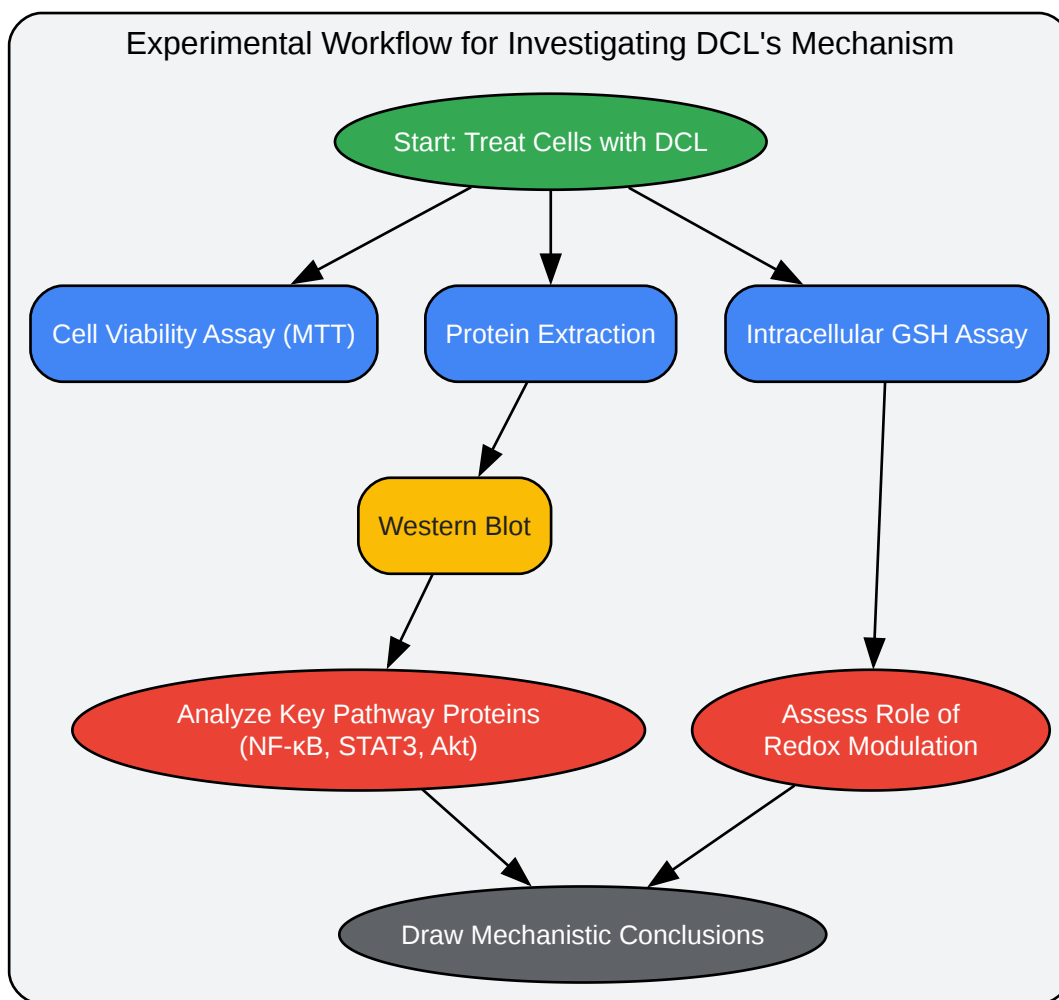 Experimental Workflow for Investigating DCL's Mechanism
Start: Treat Cells with DCL
Cell Viability Assay (MTT)
Protein Extraction
Intracellular GSH Assay
Western Blot
Analyze Key Pathway Proteins
(NF-κB, STAT3, Akt)
Assess Role of
Redox Modulation
Draw Mechanistic Conclusions